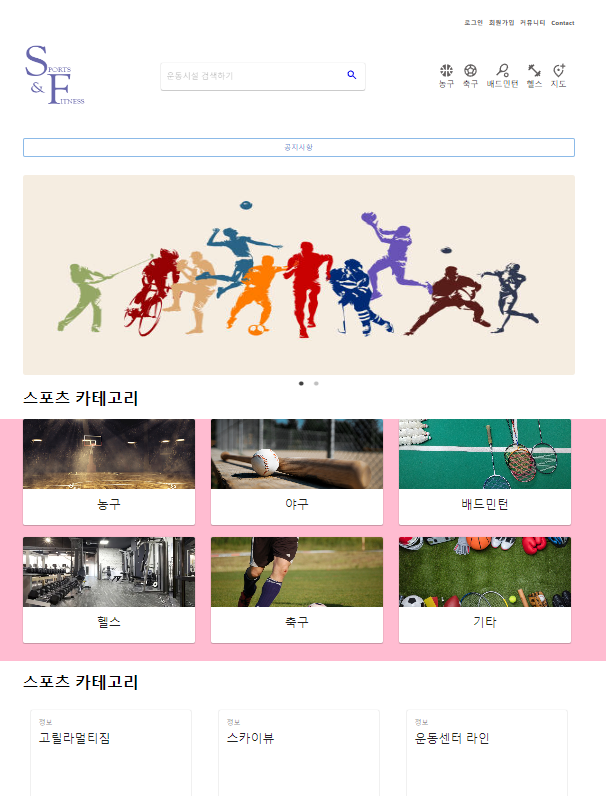 로그인 회원가입 커뮤니티 Contact
SPORTS
& FITNESS
운동시설 검색하기
농구 축구 배드민턴 헬스 지도
공지사항
스포츠 카테고리
농구 야구 배드민턴
헬스 축구 기타
스포츠 카테고리
정보 정보 정보
고릴라멀티짐 스카이뷰 운동센터 라인